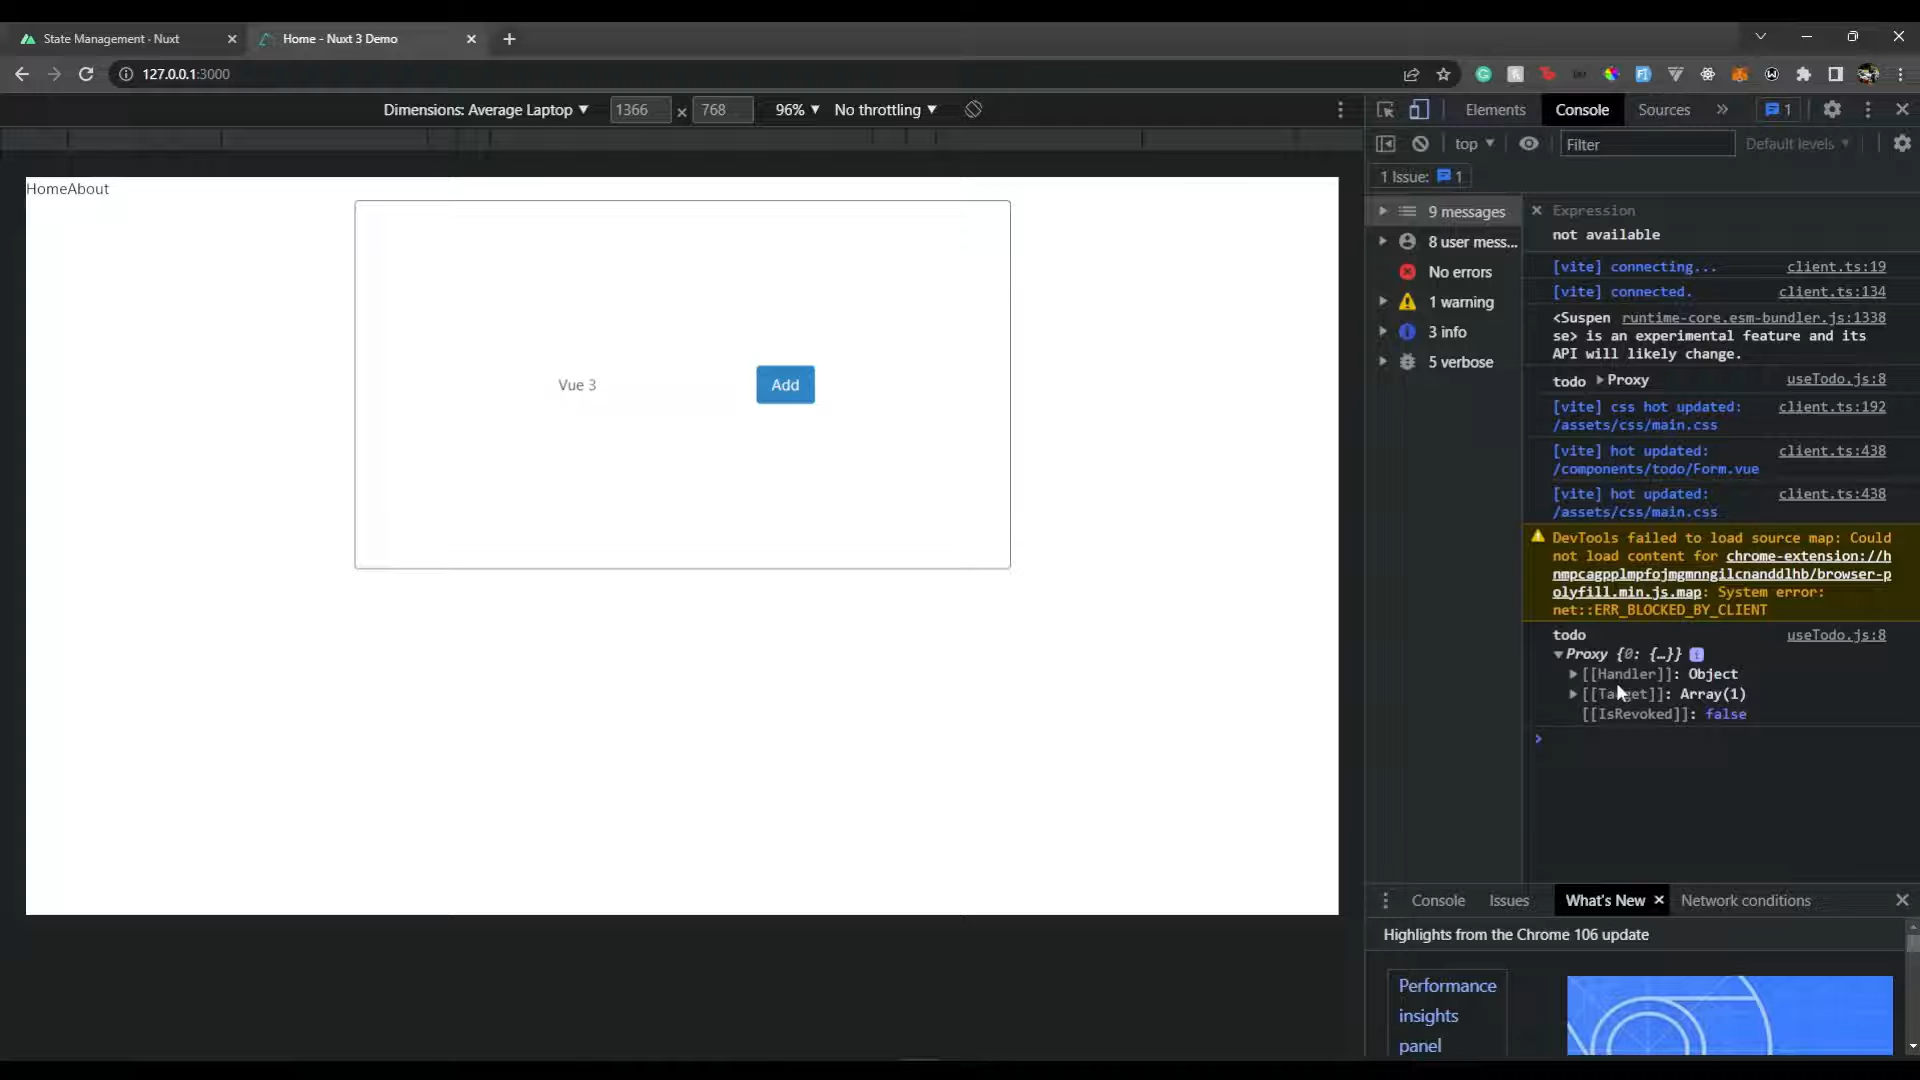 State Management · Nuxt
Home - Nuxt 3 Demo
127.0.0.1:3000
Dimensions: Average Laptop
1366
x
768
96%
No throttling
HomeAbout
Vue 3
Add
Elements
Console
Sources
1
top
Filter
Default levels
1 Issue:
1
9 messages
8 user mess...
No errors
1 warning
3 info
5 verbose
Expression
not available
[vite] connecting... client.ts:19
[vite] connected. client.ts:134
<Suspen runtime-core.esm-bundler.js:1338
se> is an experimental feature and its
API will likely change.
todo Proxy useTodo.js:8
[vite] css hot updated: client.ts:192
/assets/css/main.css
[vite] hot updated: client.ts:438
/components/todo/Form.vue
[vite] hot updated: client.ts:438
/assets/css/main.css
DevTools failed to load source map: Could
not load content for chrome-extension://h
nmpcagpplmpfojmgmnngilcnanddlhb/browser-p
olyfill.min.js.map: System error:
net::ERR_BLOCKED_BY_CLIENT
todo useTodo.js:8
Proxy {0: {…}} i
[[Handler]]: Object
[[Target]]: Array(1)
[[IsRevoked]]: false
Console
Issues
What's New
Network conditions
Highlights from the Chrome 106 update
Performance
insights
panel